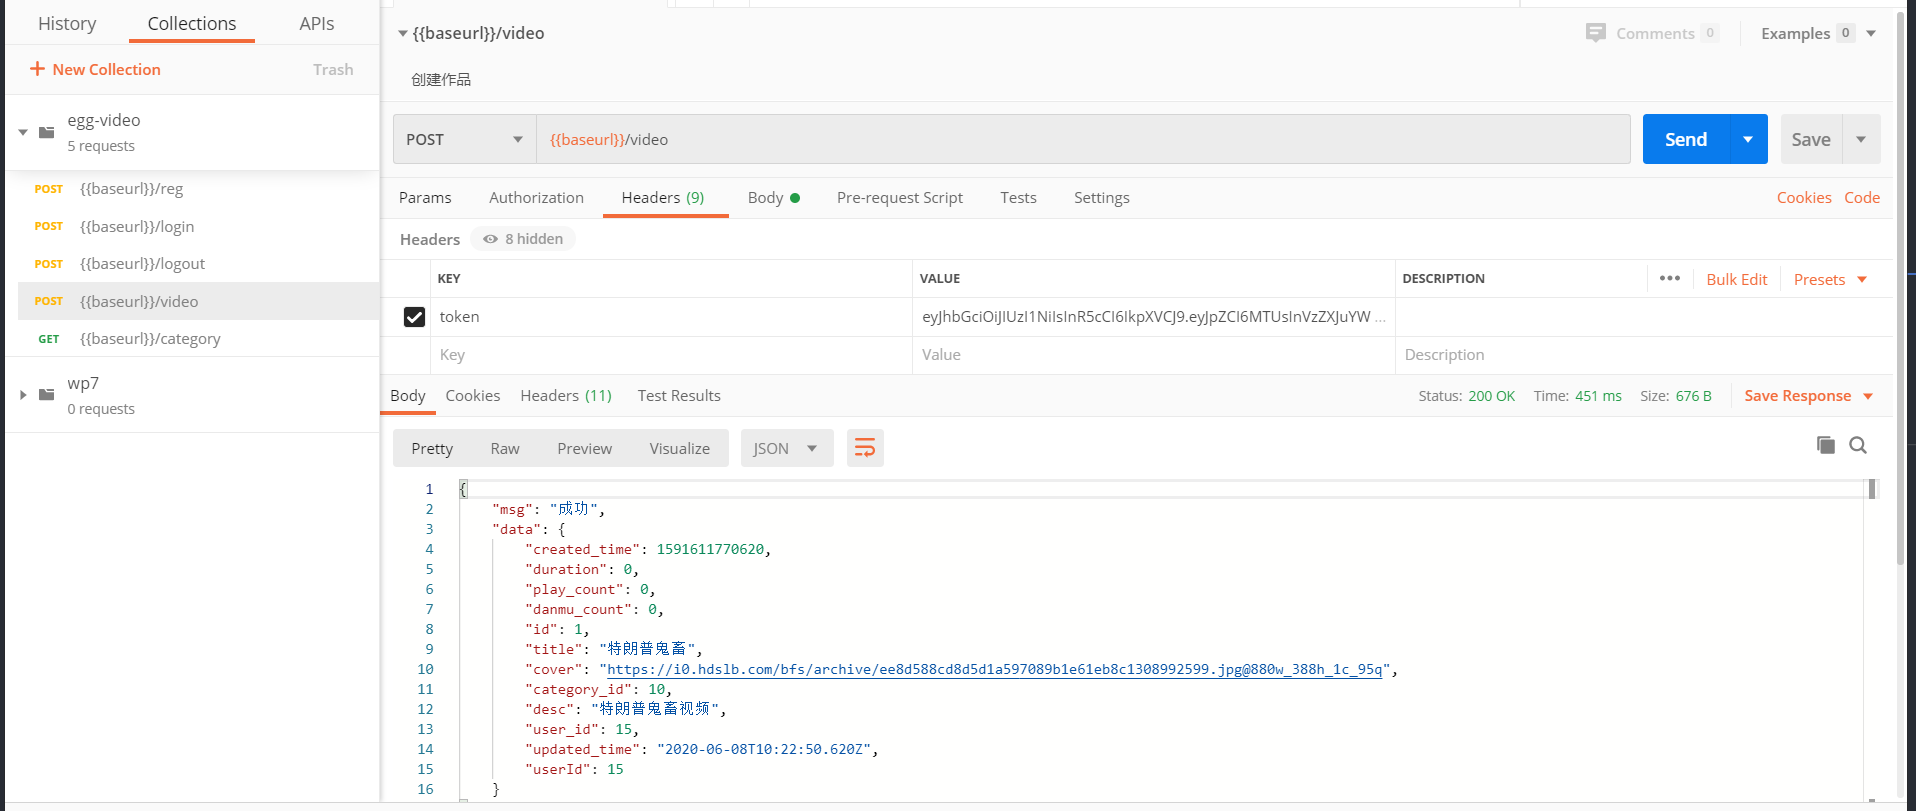 History Collections APIs
+ New Collection Trash
egg-video
5 requests
POST {{baseurl}}/reg
POST {{baseurl}}/login
POST {{baseurl}}/logout
POST {{baseurl}}/video
GET {{baseurl}}/category
wp7
0 requests
{{baseurl}}/video
Comments 0 Examples 0
创建作品
POST {{baseurl}}/video Send Save
Params Authorization Headers (9) Body Pre-request Script Tests Settings Cookies Code
Headers 8 hidden
KEY VALUE DESCRIPTION ••• Bulk Edit Presets
token eyJhbGciOiJIUzI1NiIsInR5cCI6IkpXVCJ9.eyJpZCI6MTUsInVzZXJuYW ...
Key Value Description
Body Cookies Headers (11) Test Results Status: 200 OK Time: 451 ms Size: 676 B Save Response
Pretty Raw Preview Visualize JSON
1 {
2 "msg": "成功",
3 "data": {
4 "created_time": 1591611770620,
5 "duration": 0,
6 "play_count": 0,
7 "danmu_count": 0,
8 "id": 1,
9 "title": "特朗普鬼畜",
10 "cover": "https://i0.hdslb.com/bfs/archive/ee8d588cd8d5d1a597089b1e61eb8c1308992599.jpg@880w_388h_1c_95q",
11 "category_id": 10,
12 "desc": "特朗普鬼畜视频",
13 "user_id": 15,
14 "updated_time": "2020-06-08T10:22:50.620Z",
15 "userId": 15
16 }